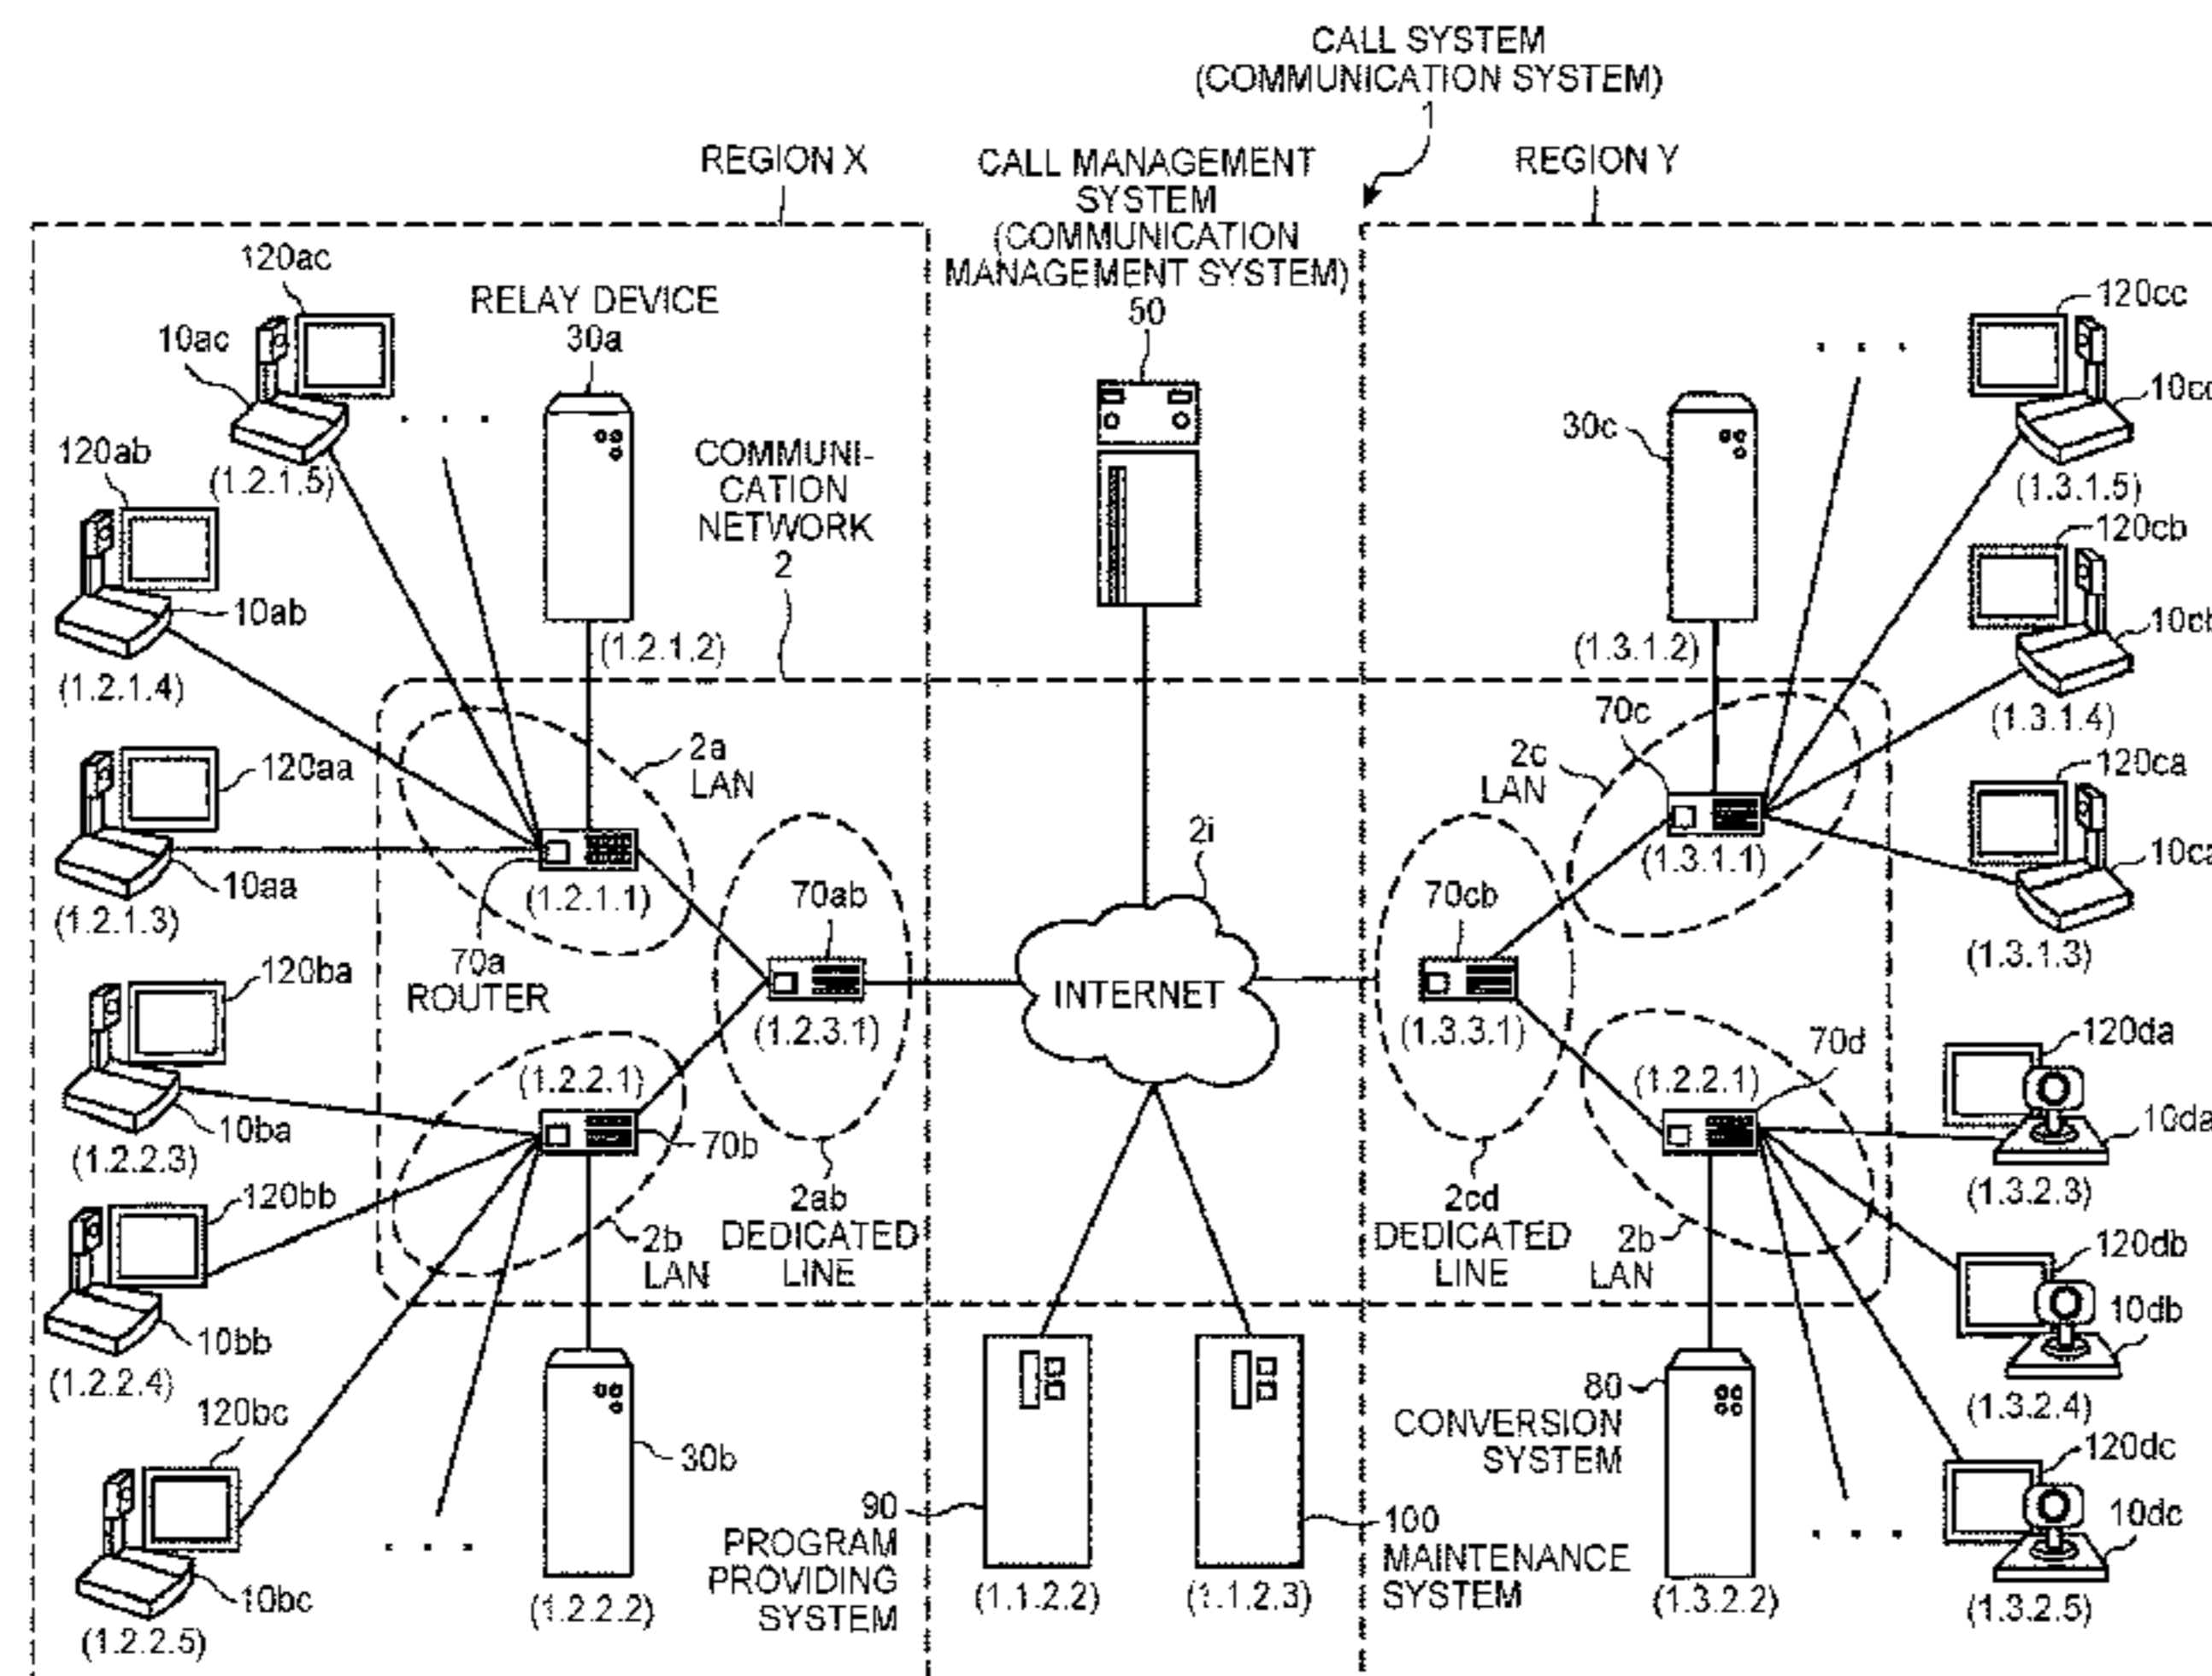 CALL SYSTEM
(COMMUNICATION SYSTEM)
1
REGION X
CALL MANAGEMENT
SYSTEM
(COMMUNICATION
MANAGEMENT SYSTEM)
50
REGION Y
120ac
10ac
(1.2.1.5)
RELAY DEVICE
30a
(1.2.1.2)
COMMUNI-
CATION
NETWORK
2
120ab
10ab
(1.2.1.4)
120aa
10aa
(1.2.1.3)
2a
LAN
(1.2.1.1)
70a
ROUTER
70ab
(1.2.3.1)
120ba
10ba
(1.2.2.3)
(1.2.2.1)
70b
2b
LAN
2ab
DEDICATED
LINE
120bb
10bb
(1.2.2.4)
120bc
10bc
(1.2.2.5)
30b
(1.2.2.2)
2i
INTERNET
90
PROGRAM
PROVIDING
SYSTEM
(1.1.2.2)
(1.1.2.3)
100
MAINTENANCE
SYSTEM
30c
(1.3.1.2)
120cc
(1.3.1.5)
120cb
(1.3.1.4)
120ca
10ca
(1.3.1.3)
70c
2c
LAN
(1.3.1.1)
70cb
(1.3.3.1)
2cd
DEDICATED
LINE
(1.2.2.1)
70d
2b
LAN
120da
10da
(1.3.2.3)
120db
10db
(1.3.2.4)
120dc
10dc
(1.3.2.5)
80
CONVERSION
SYSTEM
(1.3.2.2)